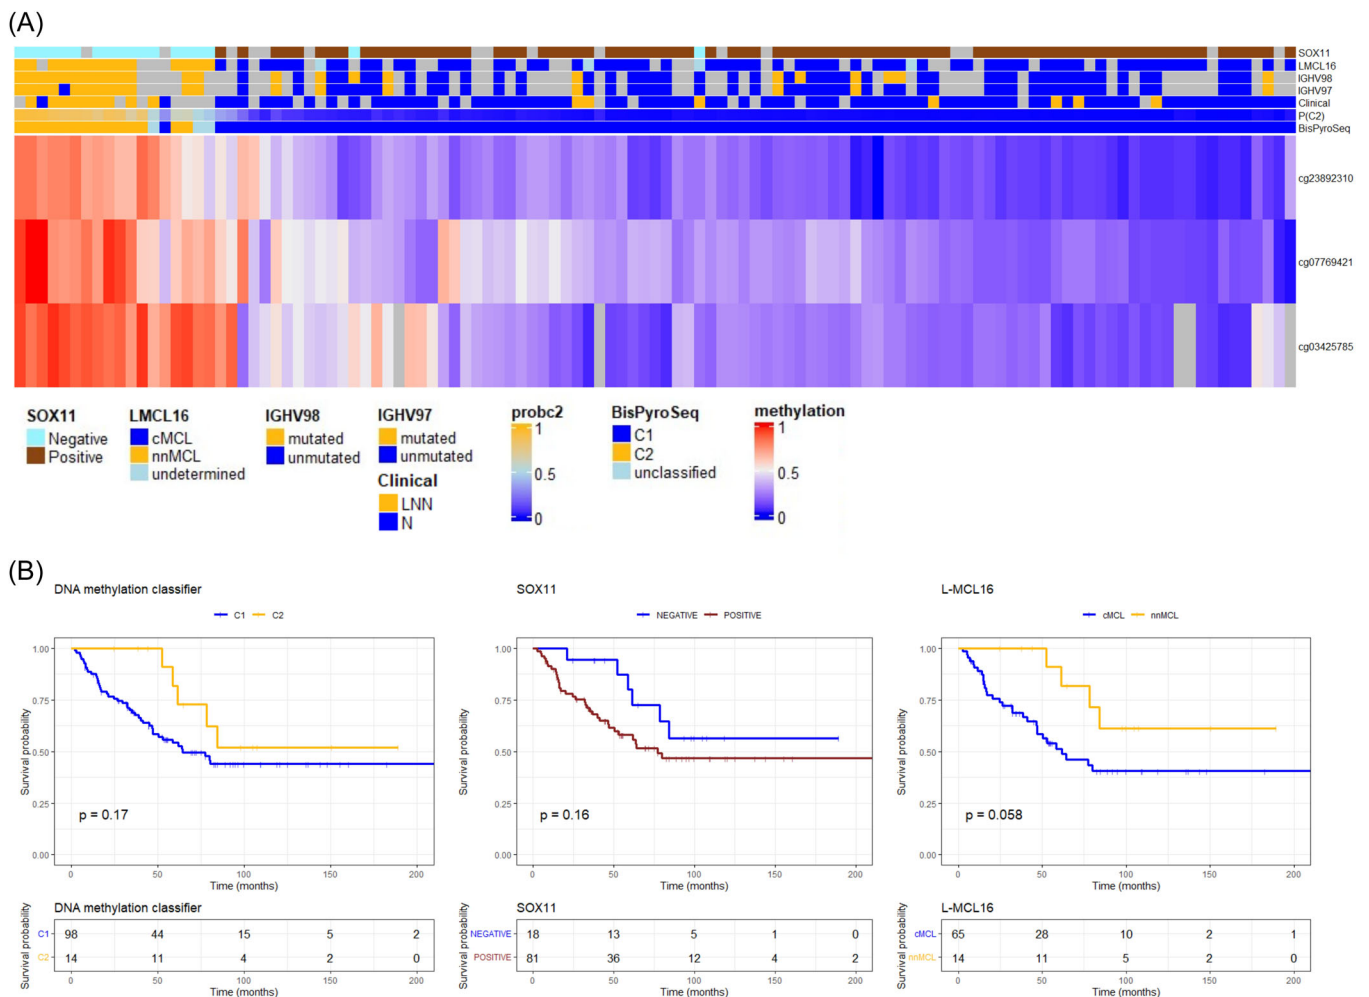 (A)
SOX11
LMCL16
IGHV98
IGHV97
Clinical
P(C2)
BisPyroSeq
cg23892310
cg07769421
cg03425785
SOX11
Negative
Positive
LMCL16
cMCL
nnMCL
undetermined
IGHV98
mutated
unmutated
IGHV97
mutated
unmutated
Clinical
LNN
N
probc2
1
0.5
0
BisPyroSeq
C1
C2
unclassified
methylation
1
0.5
0
(B)
DNA methylation classifier
C1 C2
Survival probability
1.00
0.75
0.50
0.25
0.00
p = 0.17
0 50 100 150 200
Time (months)
SOX11
NEGATIVE POSITIVE
Survival probability
1.00
0.75
0.50
0.25
0.00
p = 0.16
0 50 100 150 200
Time (months)
L-MCL16
cMCL nnMCL
Survival probability
1.00
0.75
0.50
0.25
0.00
p = 0.058
0 50 100 150 200
Time (months)
DNA methylation classifier
Survival probability
C1 98 44 15 5 2
C2 14 11 4 2 0
0 50 100 150 200
Time (months)
SOX11
Survival probability
NEGATIVE 18 13 5 1 0
POSITIVE 81 36 12 4 2
0 50 100 150 200
Time (months)
L-MCL16
Survival probability
cMCL 65 28 10 2 1
nnMCL 14 11 5 2 0
0 50 100 150 200
Time (months)